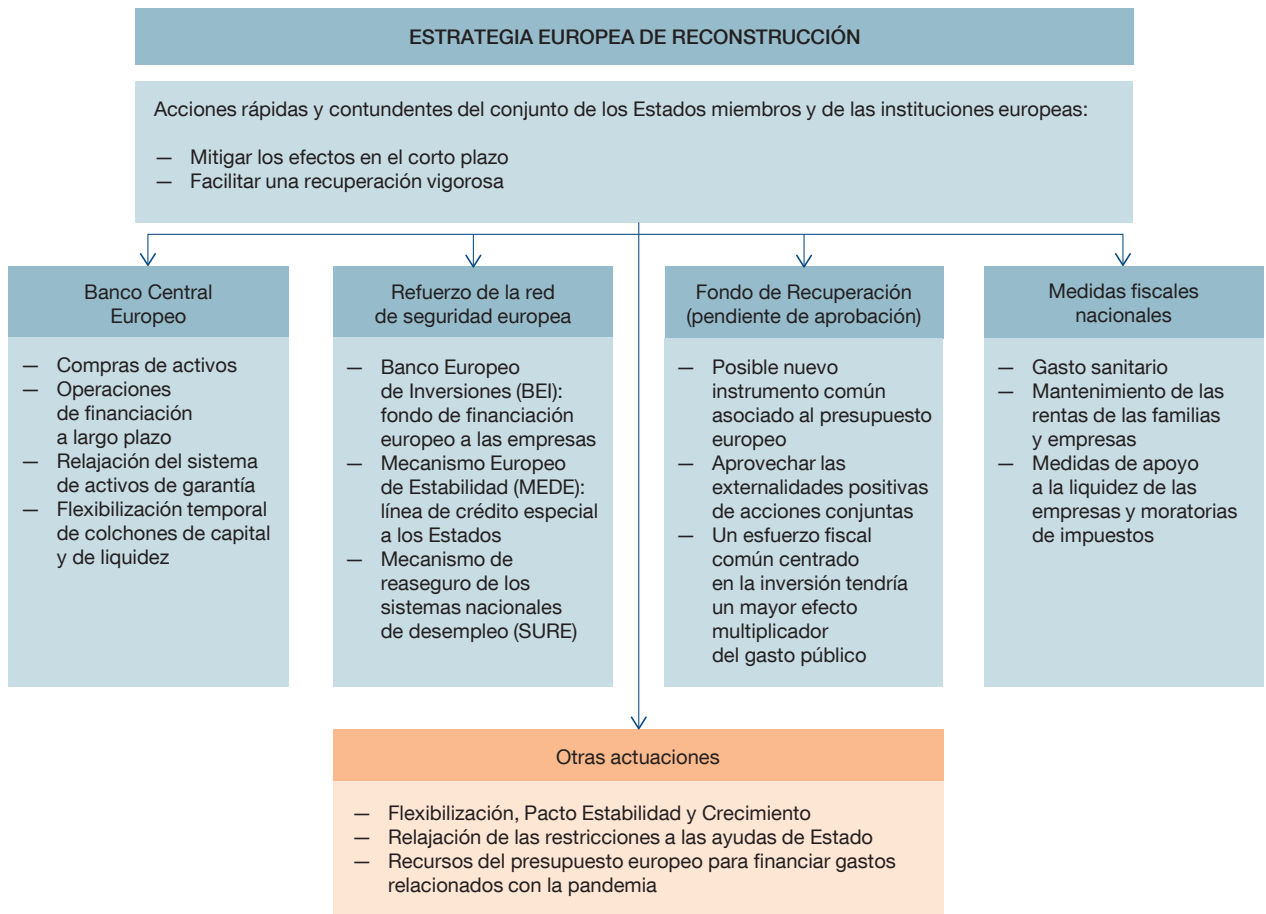 ESTRATEGIA EUROPEA DE RECONSTRUCCIÓN
Acciones rápidas y contundentes del conjunto de los Estados miembros y de las instituciones europeas:
— Mitigar los efectos en el corto plazo
— Facilitar una recuperación vigorosa
Banco Central
Europeo
— Compras de activos
— Operaciones
de financiación
a largo plazo
— Relajación del sistema
de activos de garantía
— Flexibilización temporal
de colchones de capital
y de liquidez
Refuerzo de la red
de seguridad europea
— Banco Europeo
de Inversiones (BEI):
fondo de financiación
europeo a las empresas
— Mecanismo Europeo
de Estabilidad (MEDE):
línea de crédito especial
a los Estados
— Mecanismo de
reaseguro de los
sistemas nacionales
de desempleo (SURE)
Fondo de Recuperación
(pendiente de aprobación)
— Posible nuevo
instrumento común
asociado al presupuesto
europeo
— Aprovechar las
externalidades positivas
de acciones conjuntas
— Un esfuerzo fiscal
común centrado
en la inversión tendría
un mayor efecto
multiplicador
del gasto público
Medidas fiscales
nacionales
— Gasto sanitario
— Mantenimiento de las
rentas de las familias
y empresas
— Medidas de apoyo
a la liquidez de las
empresas y moratorias
de impuestos
Otras actuaciones
— Flexibilización, Pacto Estabilidad y Crecimiento
— Relajación de las restricciones a las ayudas de Estado
— Recursos del presupuesto europeo para financiar gastos
relacionados con la pandemia